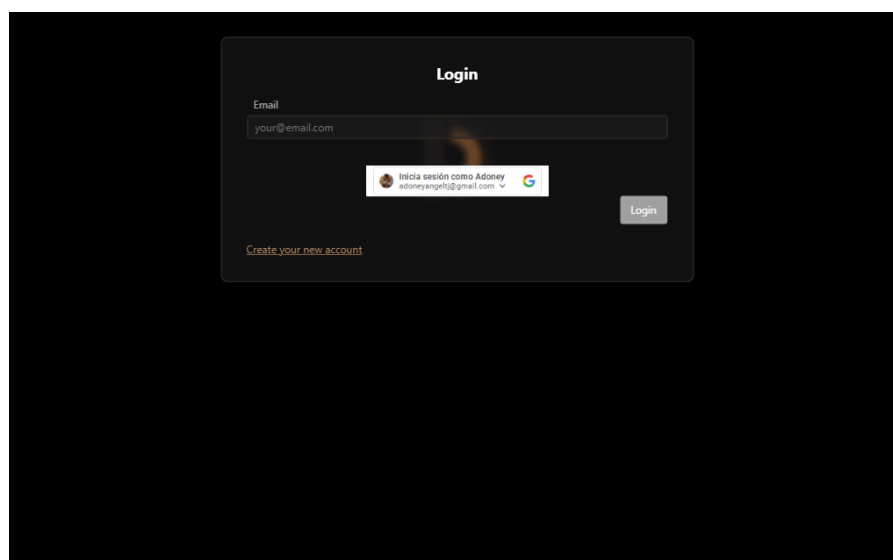 Login
Email
your@email.com
Inicia sesión como Adoney
adoneyangeltj@gmail.com
Login
Create your new account